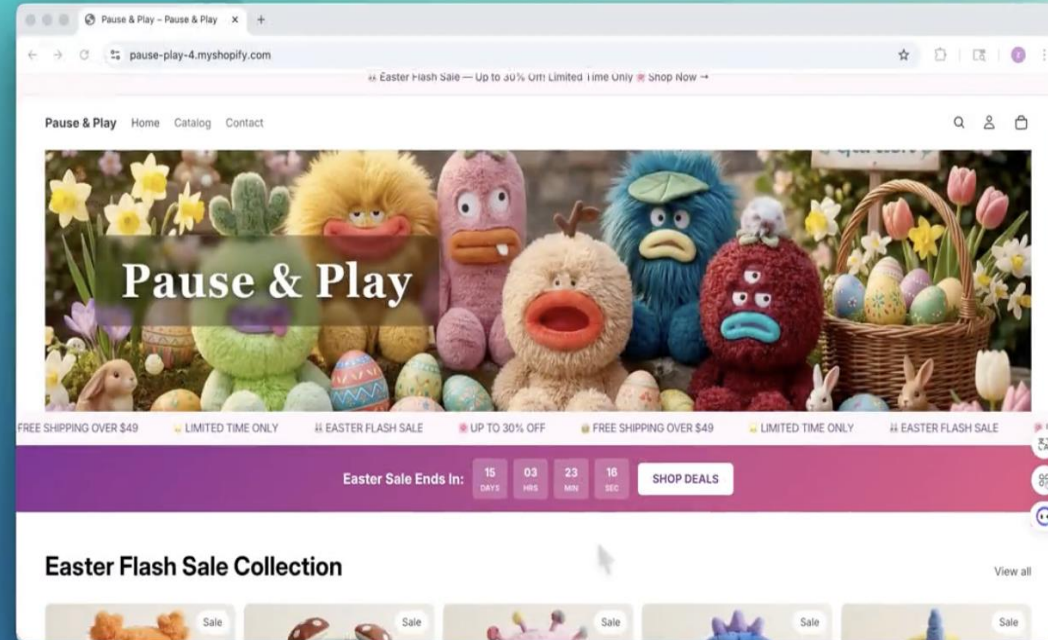 Pause & Play – Pause & Play
pause-play-4.myshopify.com
Easter Flash Sale — Up to 30% Off! Limited Time Only Shop Now →
Pause & Play Home Catalog Contact
Pause & Play
FREE SHIPPING OVER $49 LIMITED TIME ONLY EASTER FLASH SALE UP TO 30% OFF FREE SHIPPING OVER $49 LIMITED TIME ONLY EASTER FLASH SALE
Easter Sale Ends In: 15 03 23 16 SHOP DEALS
DAYS HRS MIN SEC
Easter Flash Sale Collection
View all
Sale Sale Sale Sale Sale